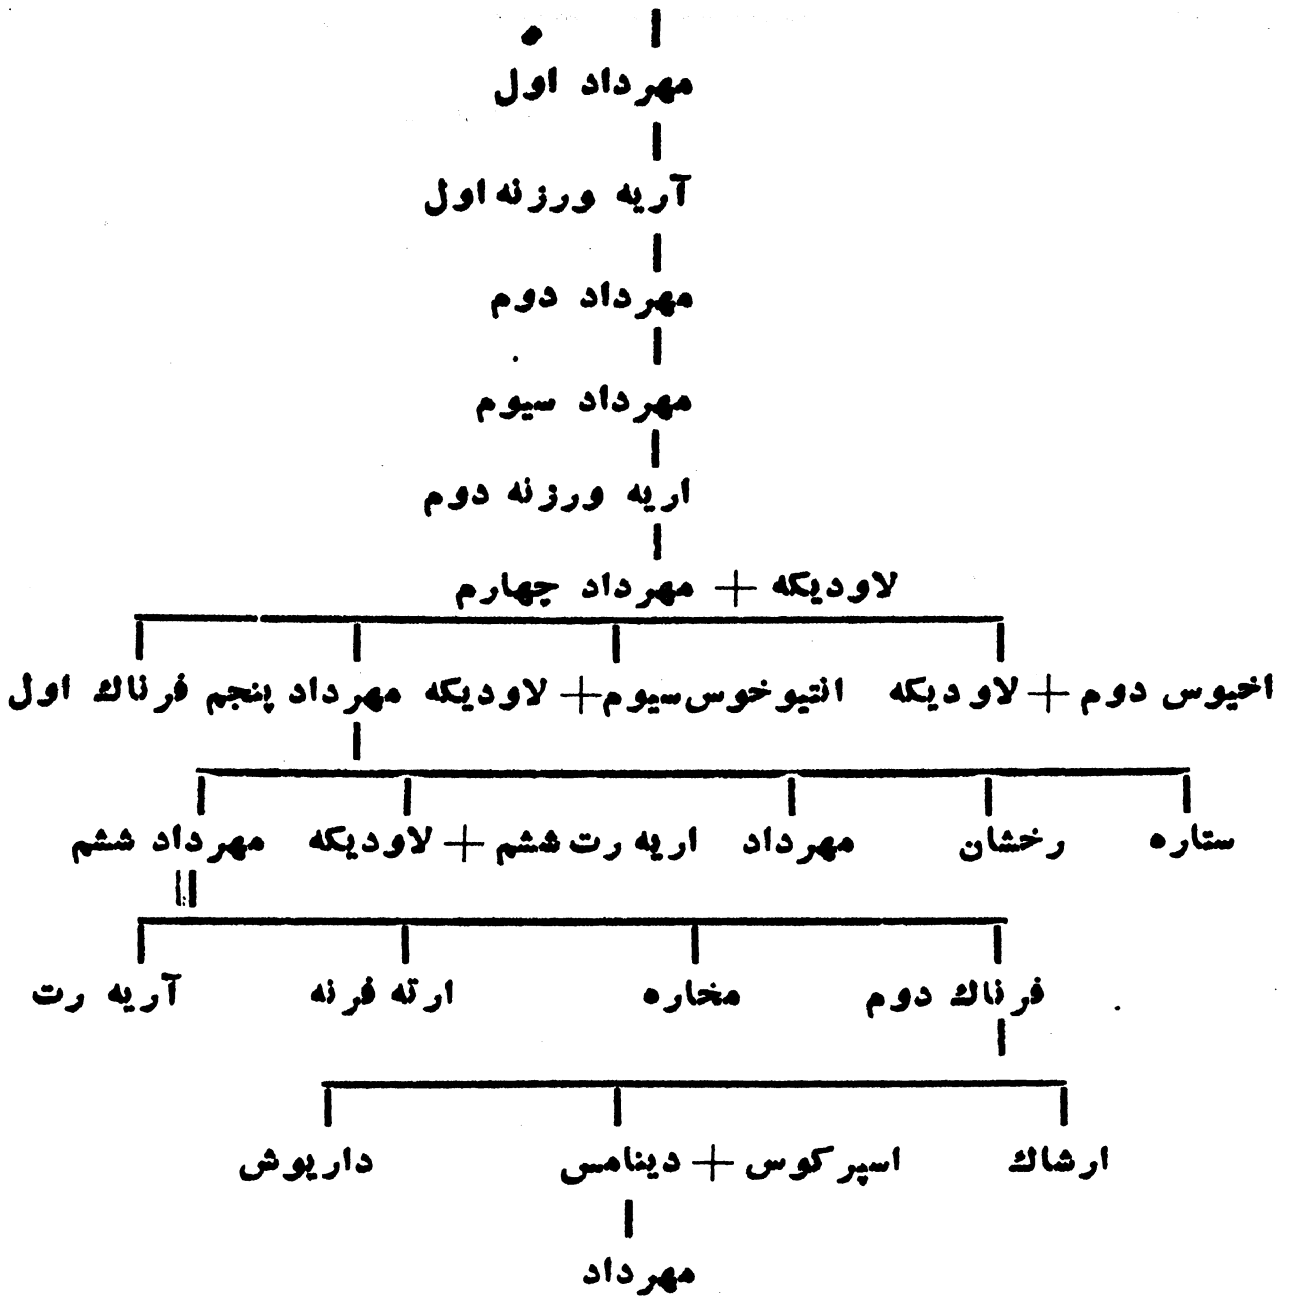 مهرداد اول
آریه ورزنه اول
مهرداد دوم
مهرداد سیوم
اریه ورزنه دوم
لاودیکه + مهرداد چهارم
اخیوس دوم + لاودیکه انتیوخوس سیوم + لاودیکه مهرداد پنجم فرناك اول
ستاره رخشان مهرداد اریه رت ششم + لاودیکه مهرداد ششم
فرناك دوم مخاره ارته فرنه آریه رت
ارشاك اسپرکوس + دینامس داریوش
مهرداد